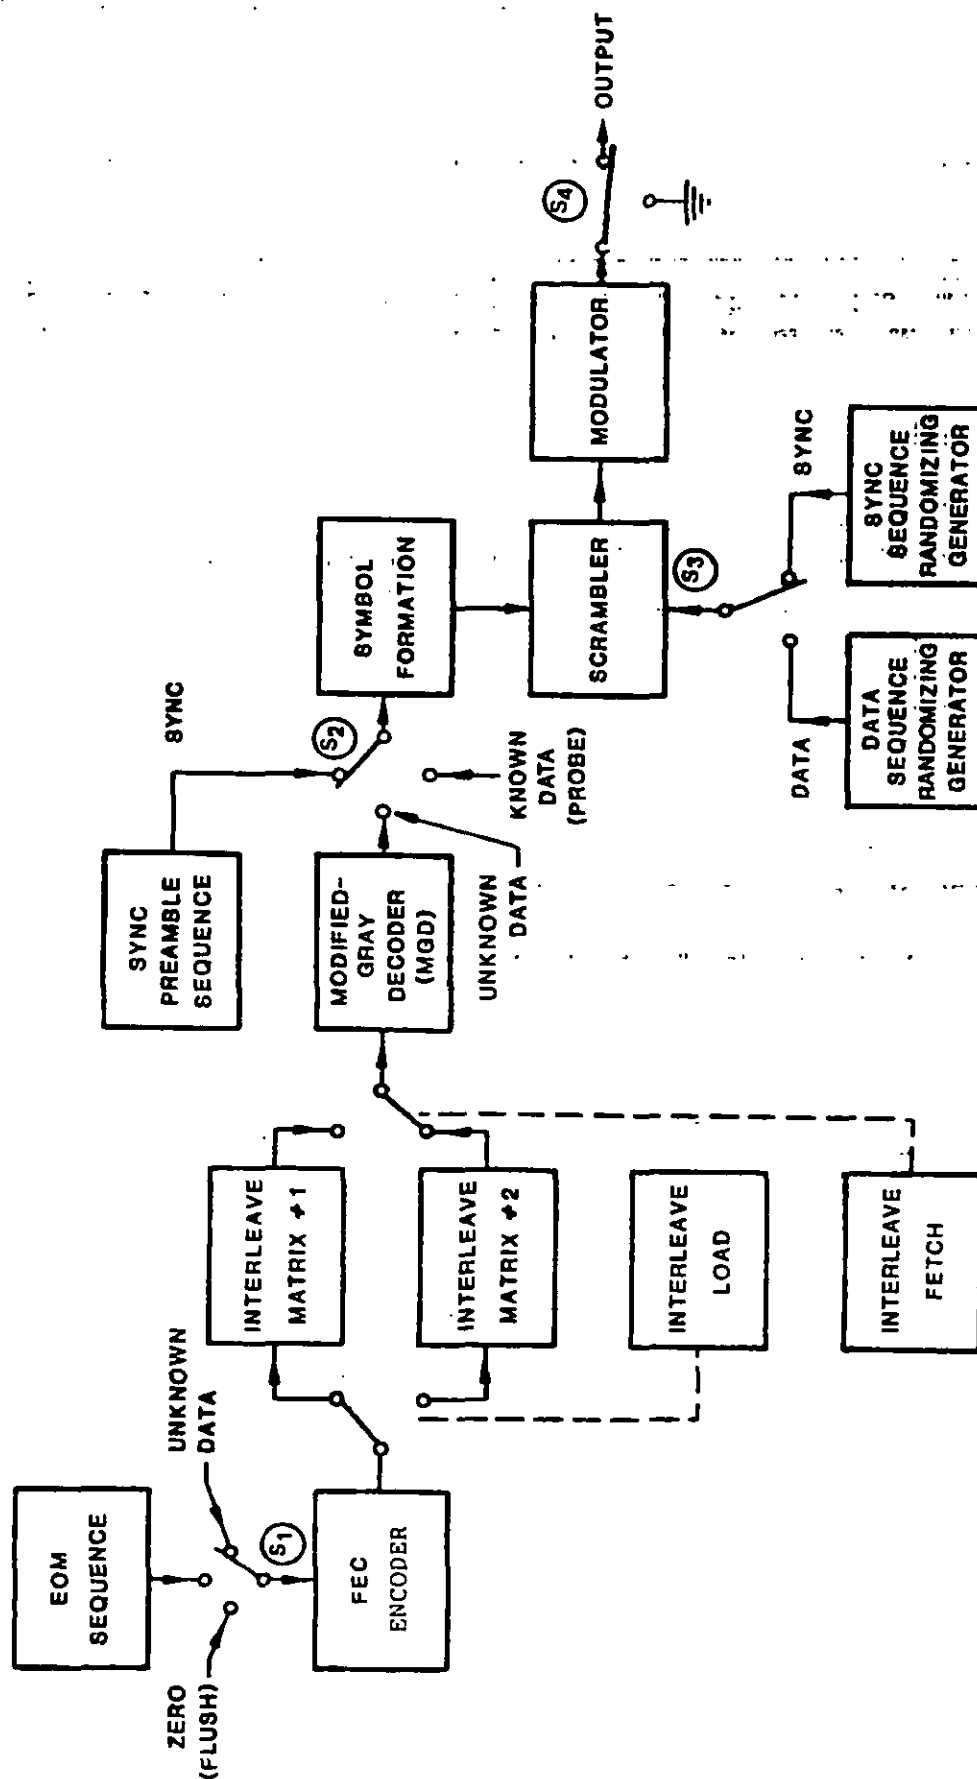 EOM
SEQUENCE
ZERO
(FLUSH)
UNKNOWN
DATA
S1
FEC
ENCODER
INTERLEAVE
MATRIX #1
INTERLEAVE
MATRIX #2
INTERLEAVE
LOAD
INTERLEAVE
FETCH
SYNC
PREAMBLE
SEQUENCE
SYNC
MODIFIED-
GRAY
DECODER
(MGD)
UNKNOWN
DATA
S2
KNOWN
DATA
(PROBE)
SYMBOL
FORMATION
SCRAMBLER
S3
DATA
SYNC
DATA
SEQUENCE
RANDOMIZING
GENERATOR
SYNC
SEQUENCE
RANDOMIZING
GENERATOR
MODULATOR
S4
OUTPUT